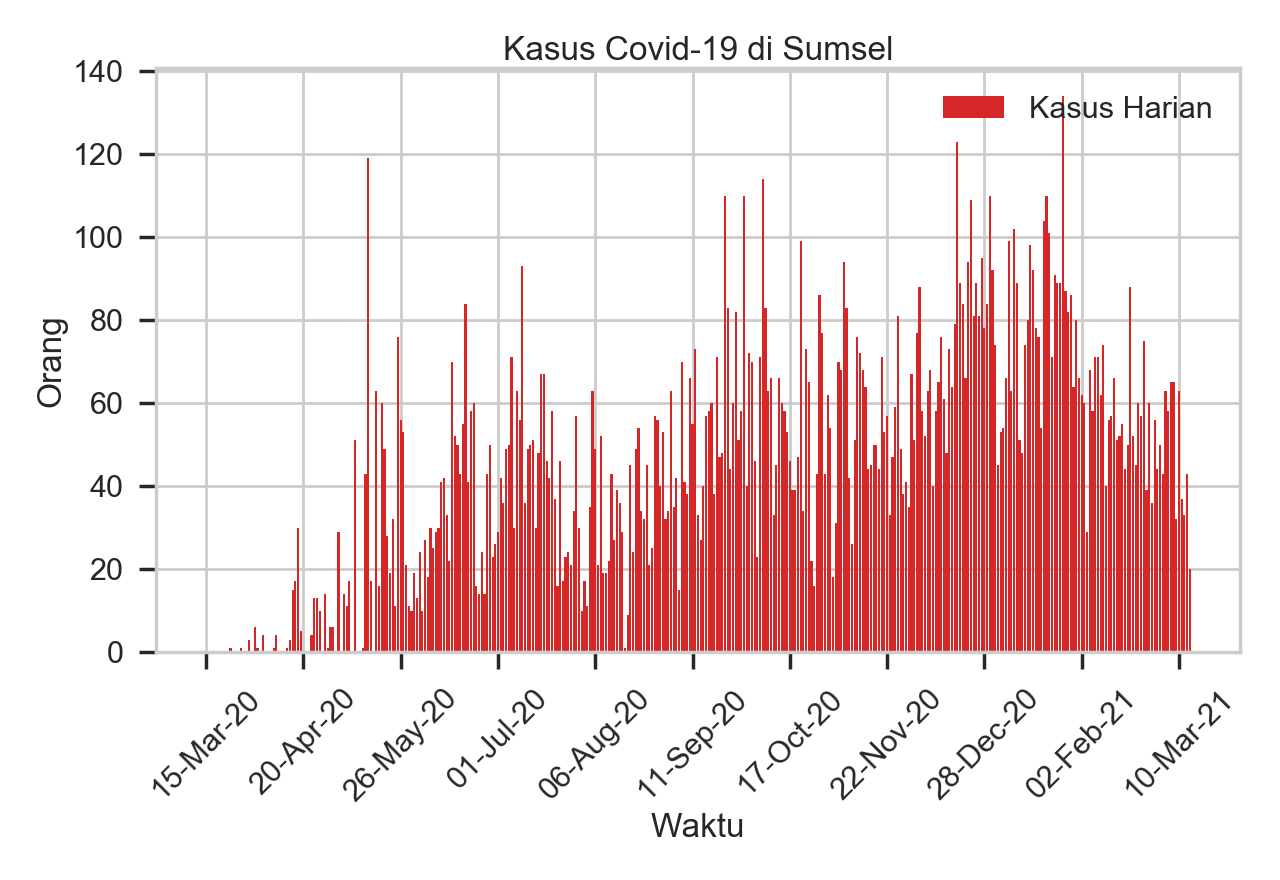 Kasus Covid-19 di Sumsel
Kasus Harian
140
120
100
80
60
40
20
0
Orang
15-Mar-20
20-Apr-20
26-May-20
01-Jul-20
06-Aug-20
11-Sep-20
17-Oct-20
22-Nov-20
28-Dec-20
02-Feb-21
10-Mar-21
Waktu